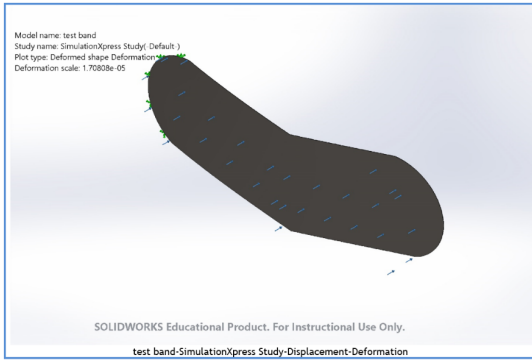 Model name: test band
Study name: SimulationXpress Study(-Default-)
Plot type: Deformed shape Deformation
Deformation scale: 1.70808e-05
SOLIDWORKS Educational Product. For Instructional Use Only.
test band-SimulationXpress Study-Displacement-Deformation